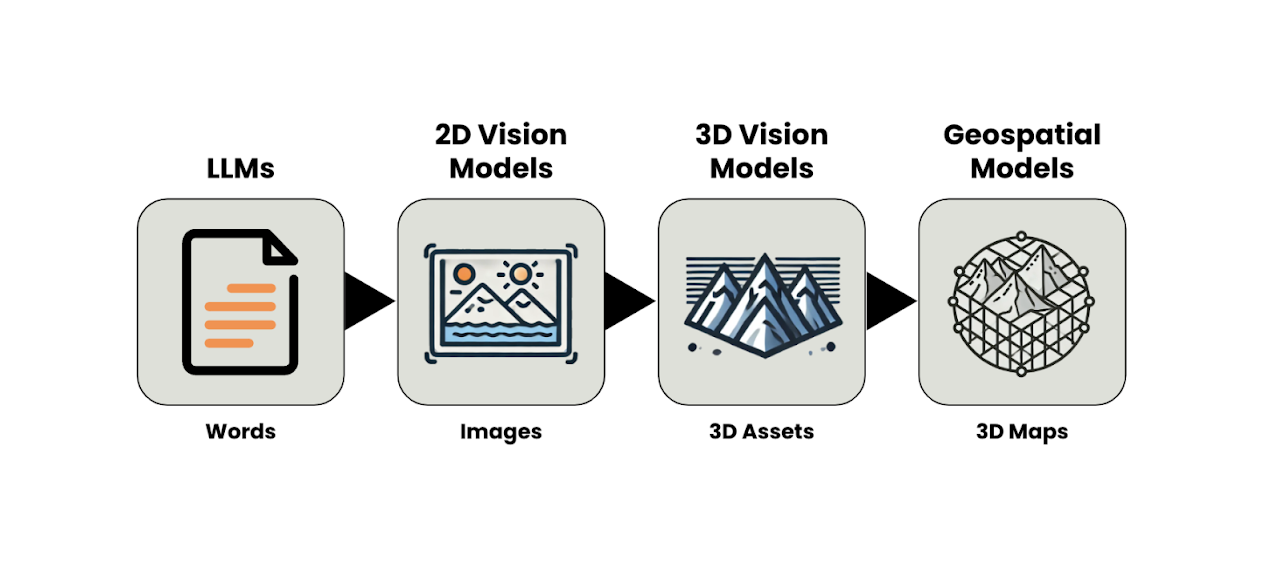 LLMs
2D Vision
Models
3D Vision
Models
Geospatial
Models
Words
Images
3D Assets
3D Maps